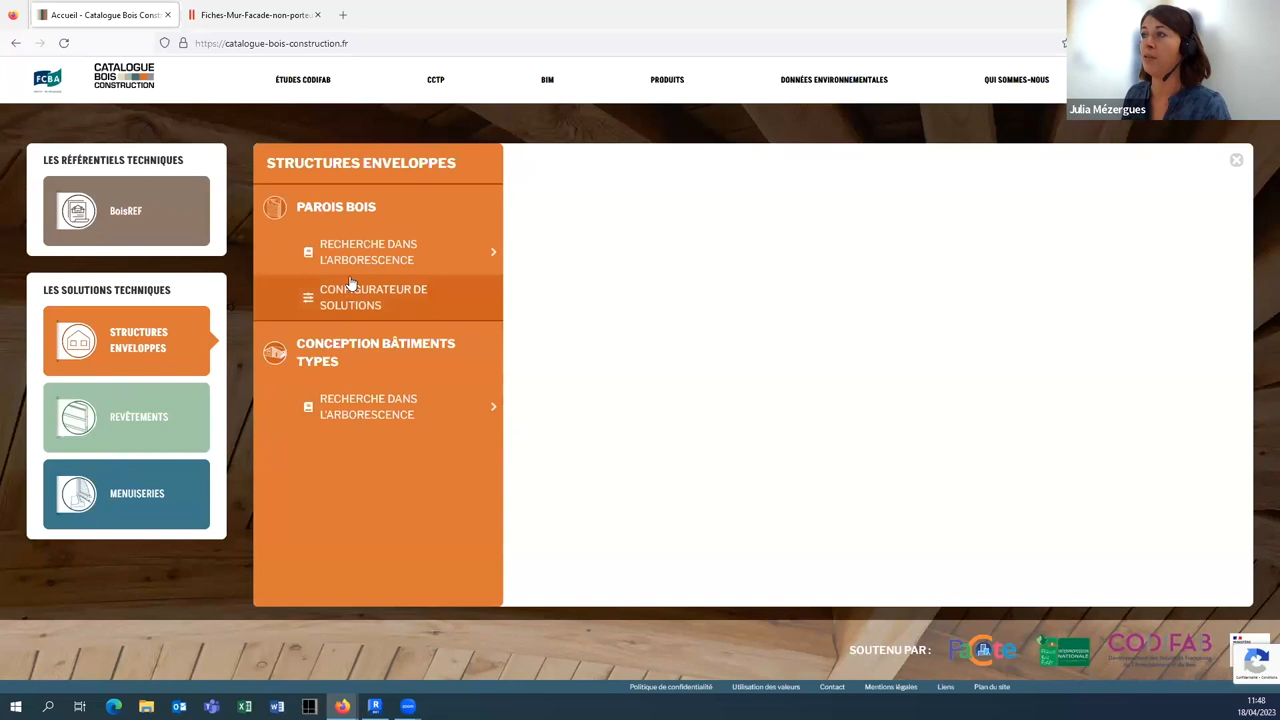 Accueil - Catalogue Bois Const
Fiches-Mur-Facade-non-porte
https://catalogue-bois-construction.fr
FCBA
CATALOGUE
BOIS
CONSTRUCTION
ÉTUDES CODIFAB
CCTP
BIM
PRODUITS
DONNÉES ENVIRONNEMENTALES
QUI SOMMES-NOUS
Julia Mézergues
LES RÉFÉRENTIELS TECHNIQUES
BoisREF
LES SOLUTIONS TECHNIQUES
STRUCTURES
ENVELOPPES
REVÊTEMENTS
MENUISERIES
STRUCTURES ENVELOPPES
PAROIS BOIS
RECHERCHE DANS
L'ARBORESCENCE
CONFIGURATEUR DE
SOLUTIONS
CONCEPTION BÂTIMENTS
TYPES
RECHERCHE DANS
L'ARBORESCENCE
SOUTENU PAR :
PaCte
INTERPROFESSION
NATIONALE
CODIFAB
Politique de confidentialité
Utilisation des valeurs
Contact
Mentions légales
Liens
Plan du site
11:48
18/04/2023